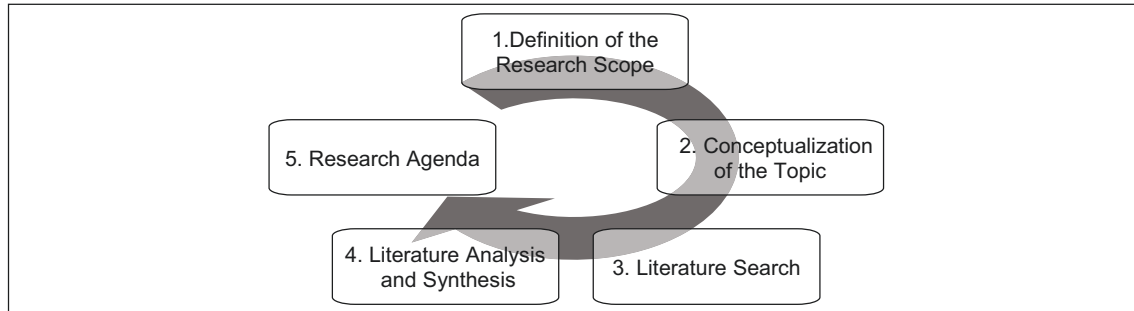 1.Definition of the
Research Scope
2. Conceptualization
of the Topic
3. Literature Search
4. Literature Analysis
and Synthesis
5. Research Agenda